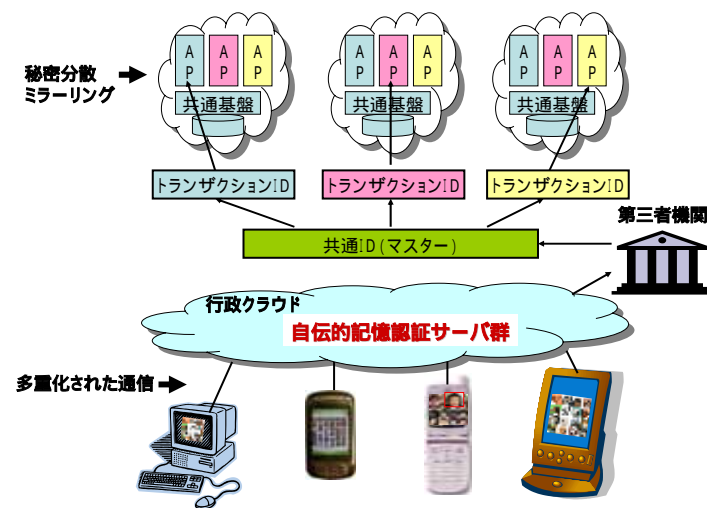 A P A P A P
A P A P A P
A P A P A P
秘密分散
ミラーリング
共通基盤
共通基盤
共通基盤
トランザクションID
トランザクションID
トランザクションID
第三者機関
共通ID(マスター)
行政クラウド
自伝的記憶認証サーバ群
多重化された通信